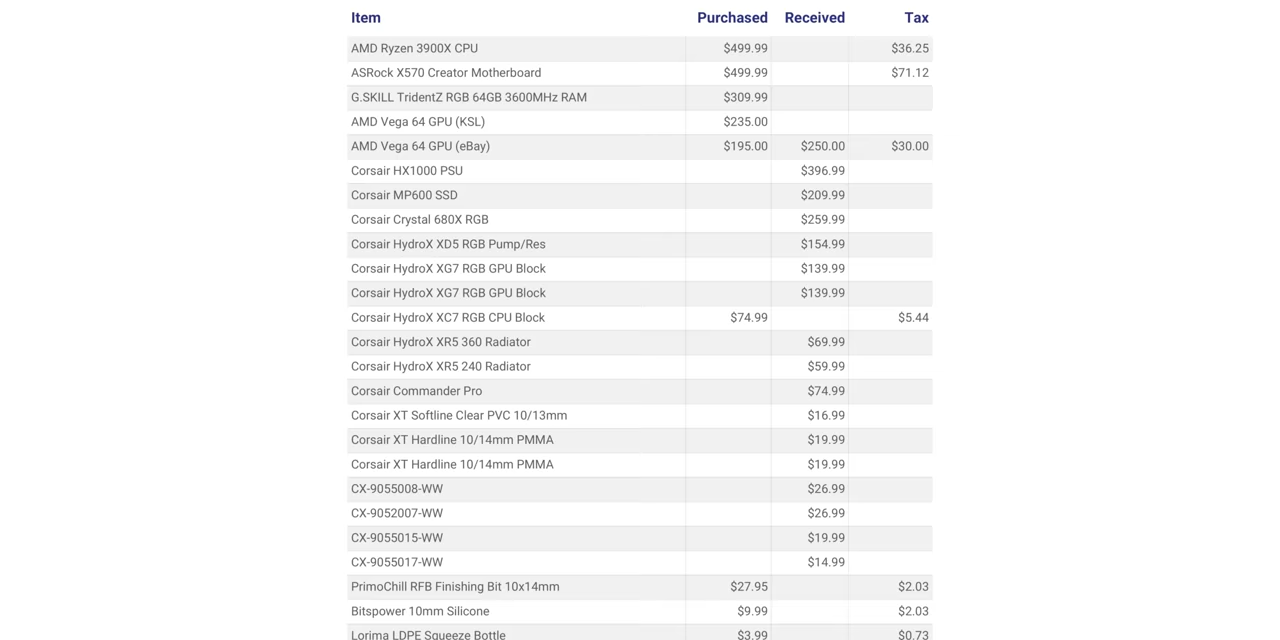 Item Purchased Received Tax
AMD Ryzen 3900X CPU $499.99 $36.25
ASRock X570 Creator Motherboard $499.99 $71.12
G.SKILL TridentZ RGB 64GB 3600MHz RAM $309.99
AMD Vega 64 GPU (KSL) $235.00
AMD Vega 64 GPU (eBay) $195.00 $250.00 $30.00
Corsair HX1000 PSU $396.99
Corsair MP600 SSD $209.99
Corsair Crystal 680X RGB $259.99
Corsair HydroX XD5 RGB Pump/Res $154.99
Corsair HydroX XG7 RGB GPU Block $139.99
Corsair HydroX XG7 RGB GPU Block $139.99
Corsair HydroX XC7 RGB CPU Block $74.99 $5.44
Corsair HydroX XR5 360 Radiator $69.99
Corsair HydroX XR5 240 Radiator $59.99
Corsair Commander Pro $74.99
Corsair XT Softline Clear PVC 10/13mm $16.99
Corsair XT Hardline 10/14mm PMMA $19.99
Corsair XT Hardline 10/14mm PMMA $19.99
CX-9055008-WW $26.99
CX-9052007-WW $26.99
CX-9055015-WW $19.99
CX-9055017-WW $14.99
PrimoChill RFB Finishing Bit 10x14mm $27.95 $2.03
Bitspower 10mm Silicone $9.99 $2.03
Lorima LDPE Squeeze Bottle $3.99 $0.73